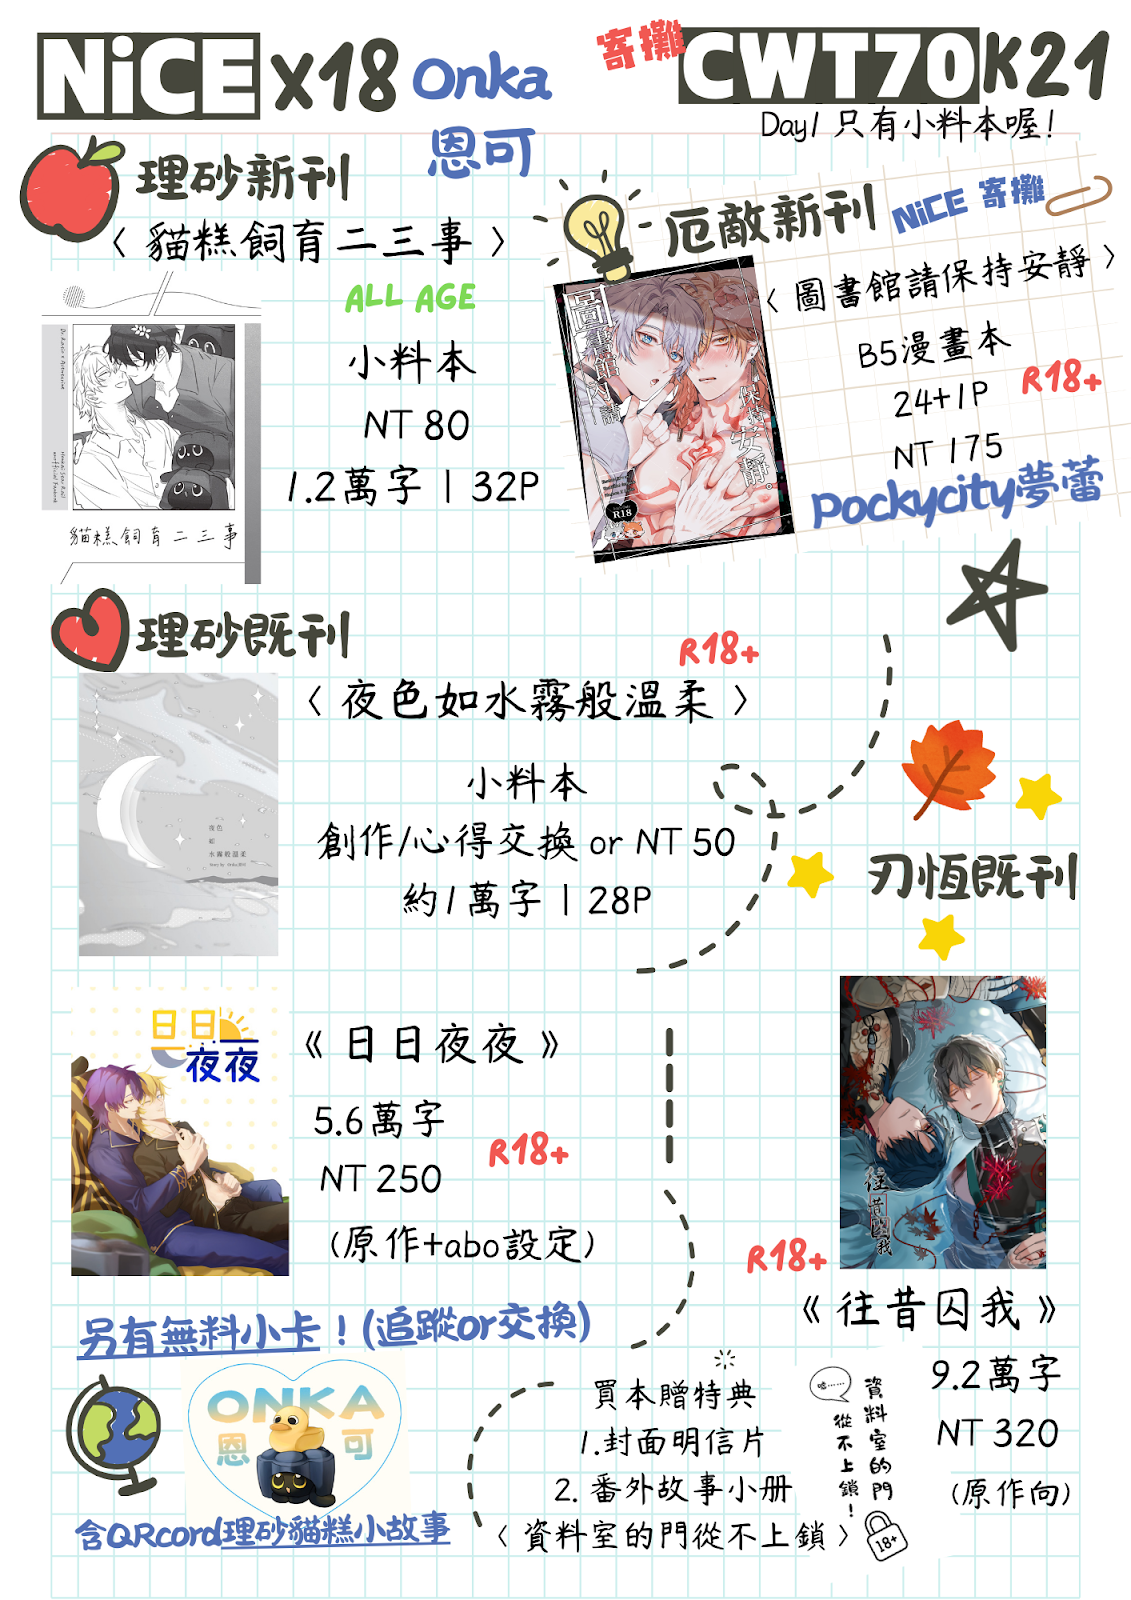 NiCE X18 Onka
恩可
寄攤 CWT70 K21
Day1 只有小料本喔!
理砂新刊
〈 貓糕飼育二三事 〉
ALL AGE
小料本
NT 80
1.2萬字 | 32P
貓糕飼育二三事
厄敵新刊 NiCE 寄攤
〈 圖書館請保持安靜 〉
B5漫畫本
24+1P
R18+
NT 175
Pockycity夢蕾
圖書館內請
保持安靜。
R18
理砂既刊
R18+
〈 夜色如水霧般溫柔 〉
小料本
創作/心得交換 or NT 50
約1萬字 | 28P
夜色
如
水霧般溫柔
刃恆既刊
日日
夜夜
《 日日夜夜 》
5.6萬字
R18+
NT 250
(原作+abo設定)
往昔囚我
R18+
《 往昔囚我 》
9.2萬字
NT 320
(原作向)
另有無料小卡！(追蹤or交換)
ONKA
恩 可
含QRcord理砂貓糕小故事
買本贈特典
1.封面明信片
2. 番外故事小册
〈 資料室的門從不上鎖 〉
資料室的門
從不上鎖！
18+